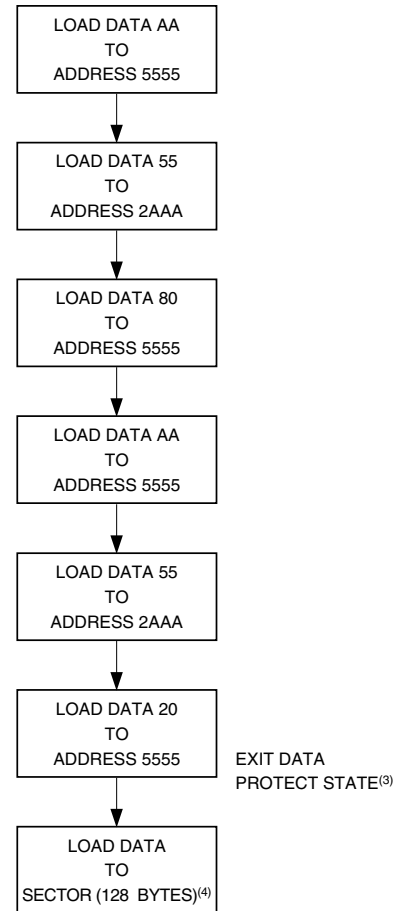 LOAD DATA AA
TO
ADDRESS 5555
LOAD DATA 55
TO
ADDRESS 2AAA
LOAD DATA 80
TO
ADDRESS 5555
LOAD DATA AA
TO
ADDRESS 5555
LOAD DATA 55
TO
ADDRESS 2AAA
LOAD DATA 20
TO
ADDRESS 5555
EXIT DATA
PROTECT STATE(3)
LOAD DATA
TO
SECTOR (128 BYTES)(4)